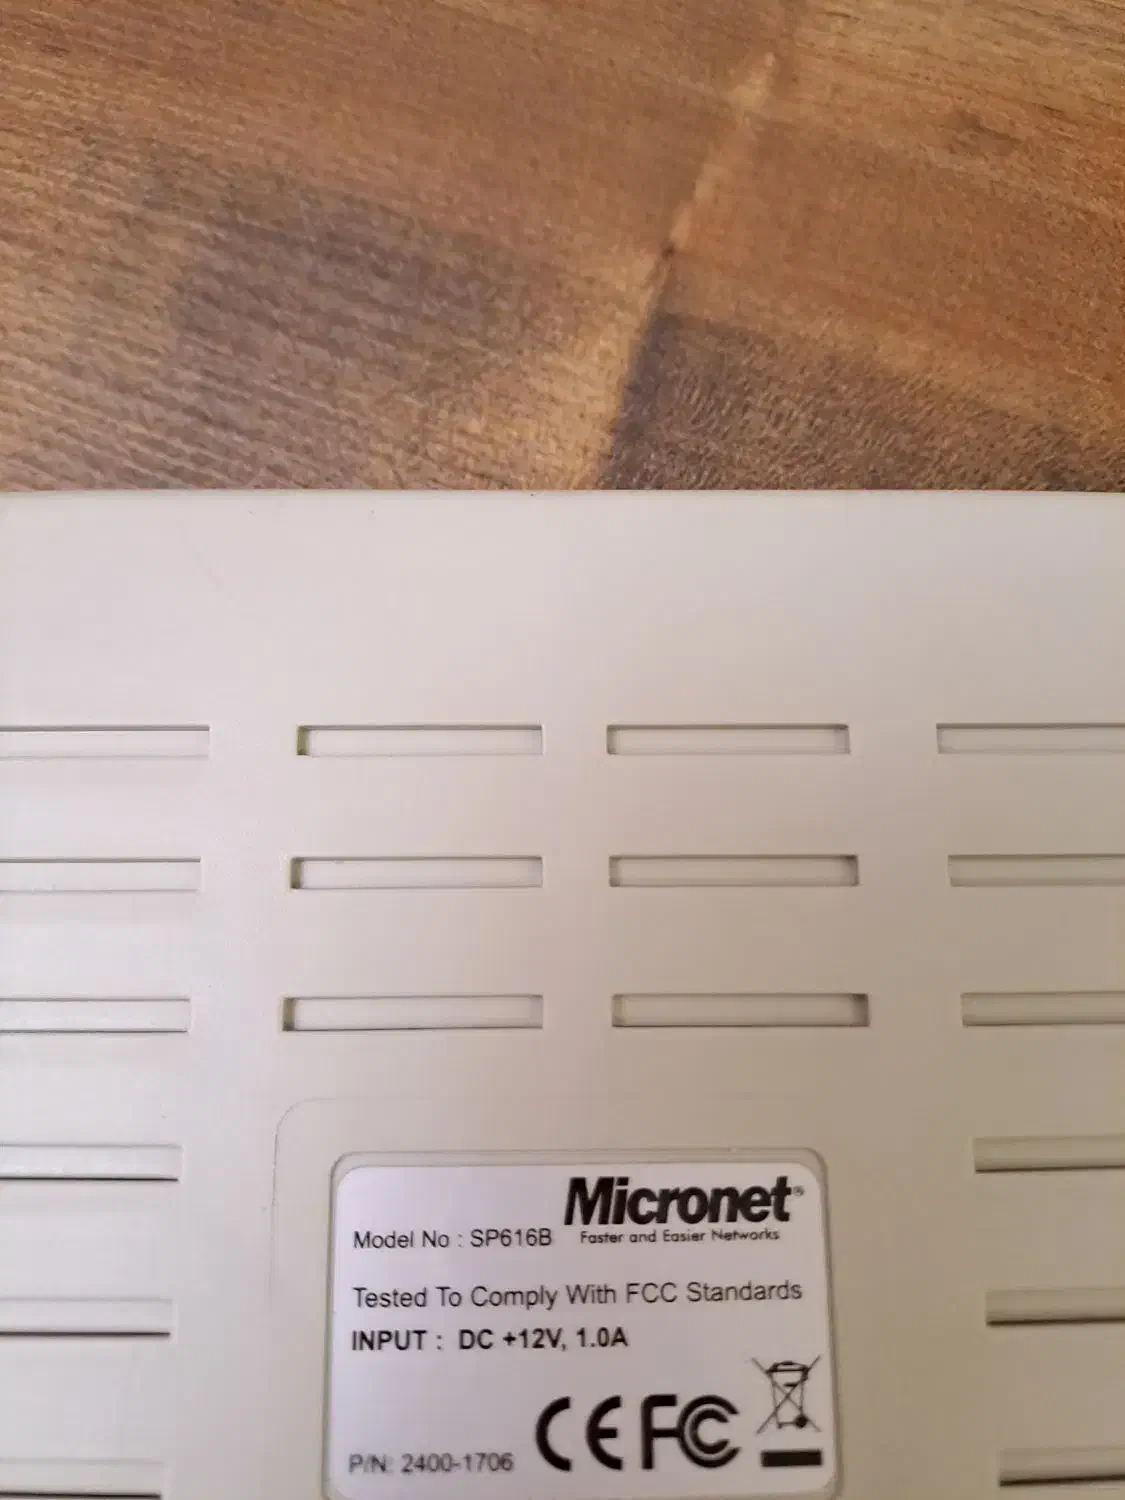 Micronet®
Model No : SP616B
Faster and Easier Networks
Tested To Comply With FCC Standards
INPUT : DC +12V, 1.0A
CE FC
P/N: 2400-1706